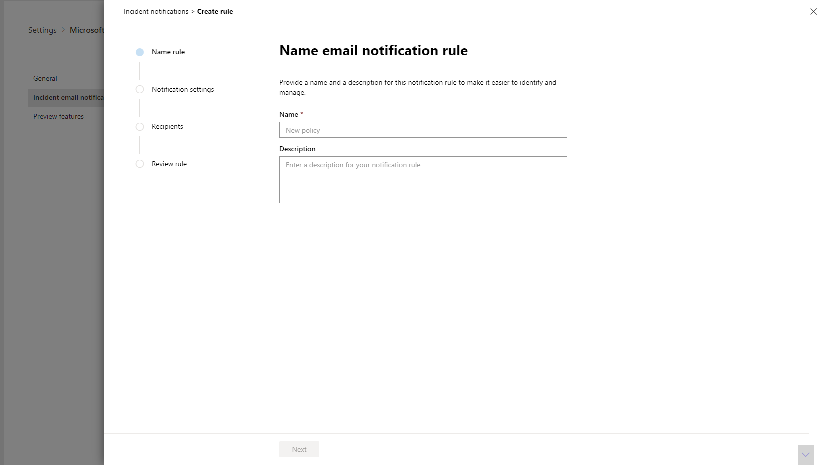 Incident notifications > Create rule
Settings > Microsoft
General
Incident email notifica
Preview features
Name rule
Notification settings
Recipients
Review rule
Name email notification rule
Provide a name and a description for this notification rule to make it easier to identify and
manage.
Name *
New policy
Description
Enter a description for your notification rule
Next